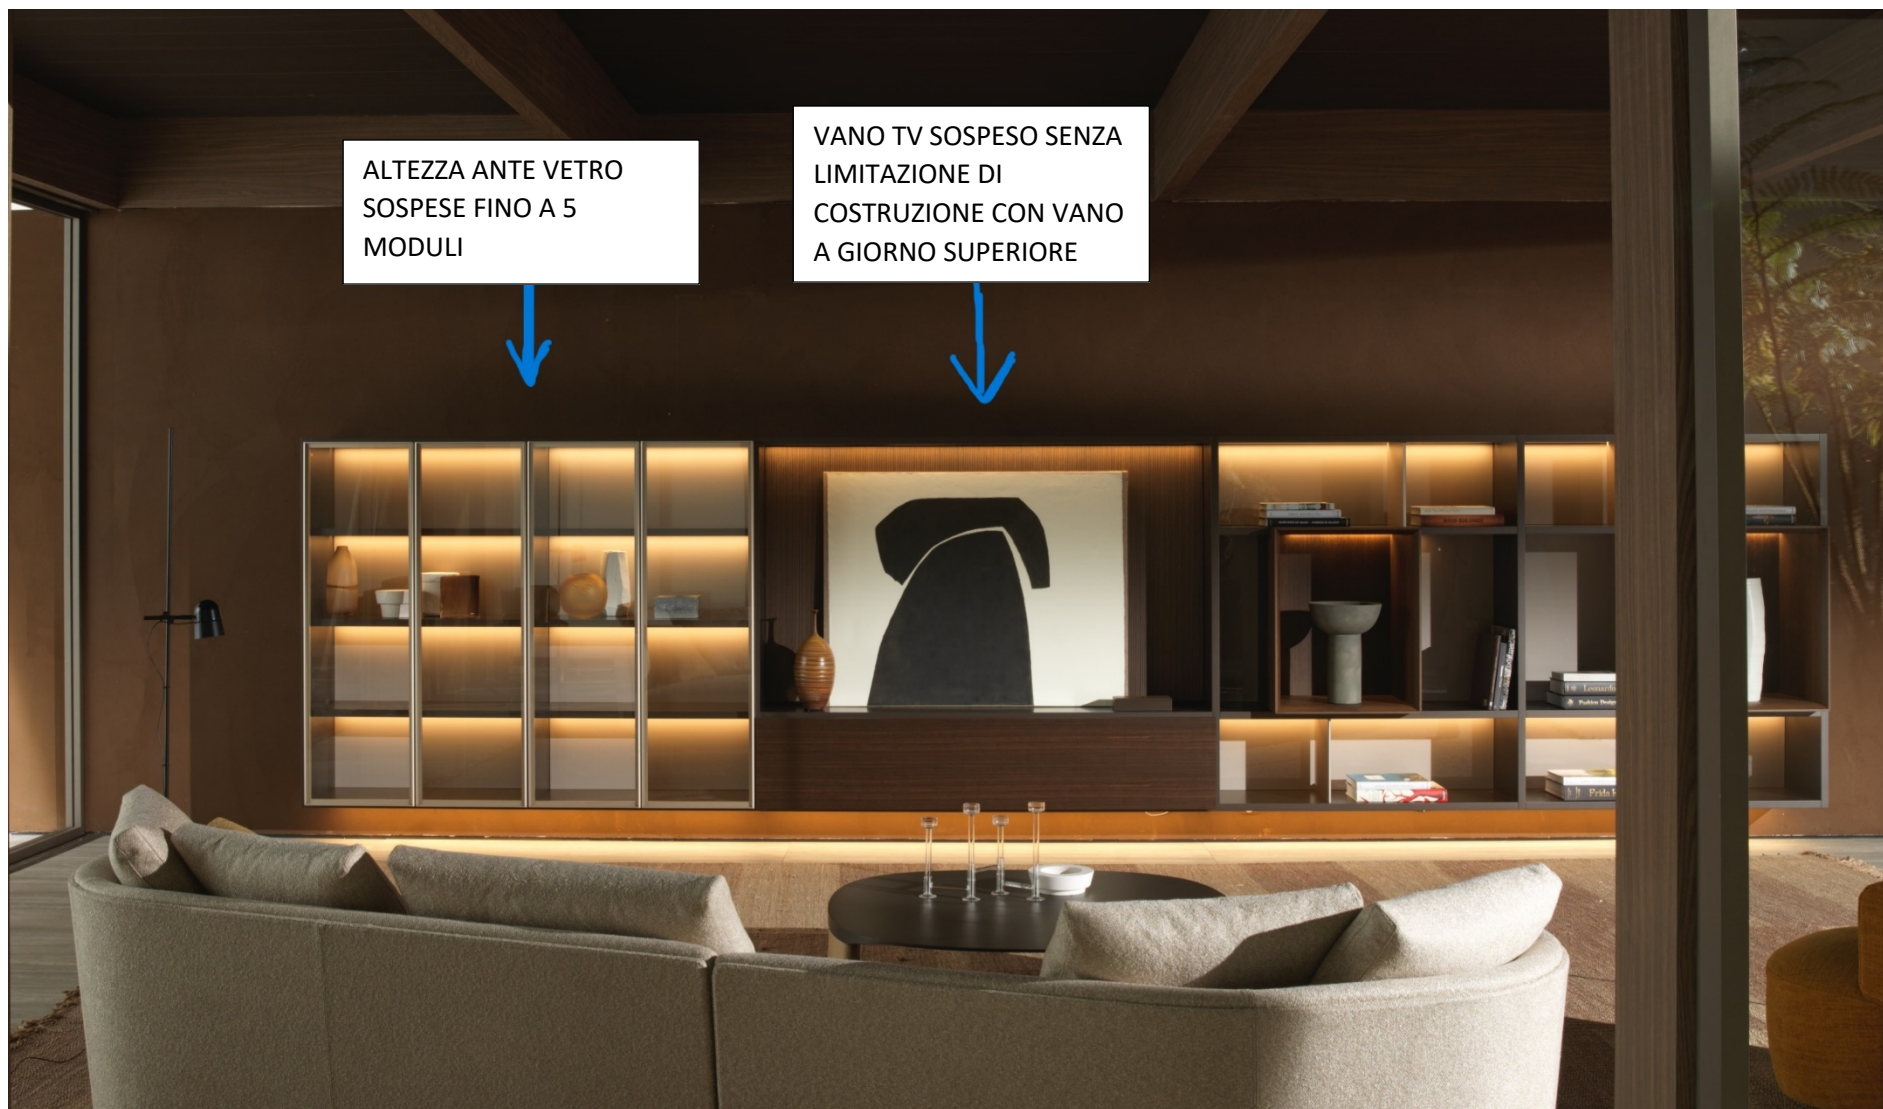 ALTEZZA ANTE VETRO
SOSPESE FINO A 5
MODULI
VANO TV SOSPESO SENZA
LIMITAZIONE DI
COSTRUZIONE CON VANO
A GIORNO SUPERIORE